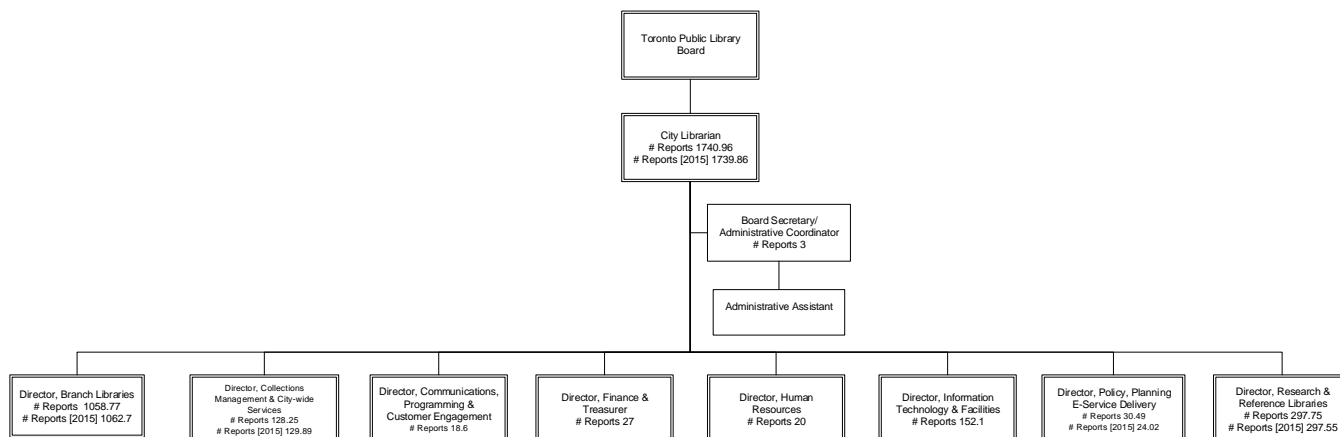 Toronto Public Library
Board
City Librarian
# Reports 1740.96
# Reports [2015] 1739.86
Board Secretary/
Administrative Coordinator
# Reports 3
Administrative Assistant
Director, Branch Libraries
# Reports 1058.77
# Reports [2015] 1062.7
Director, Collections
Management & City-wide
Services
# Reports 128.25
# Reports [2015] 129.89
Director, Communications,
Programming &
Customer Engagement
# Reports 18.6
Director, Finance &
Treasurer
# Reports 27
Director, Human
Resources
# Reports 20
Director, Information
Technology & Facilities
# Reports 152.1
Director, Policy, Planning
E-Service Delivery
# Reports 30.49
# Reports [2015] 24.02
Director, Research &
Reference Libraries
# Reports 297.75
# Reports [2015] 297.55